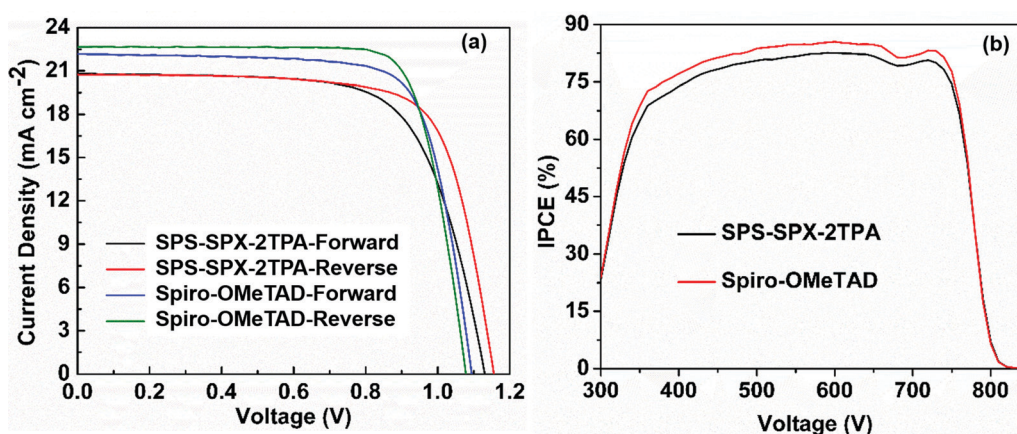 (a)
24
21
18
15
12
9
6
3
0
Current Density (mA cm-2)
SPS-SPX-2TPA-Forward
SPS-SPX-2TPA-Reverse
Spiro-OMeTAD-Forward
Spiro-OMeTAD-Reverse
0.0 0.2 0.4 0.6 0.8 1.0 1.2
Voltage (V)
(b)
90
75
60
45
30
15
0
IPCE (%)
SPS-SPX-2TPA
Spiro-OMeTAD
300 400 500 600 700 800
Voltage (V)